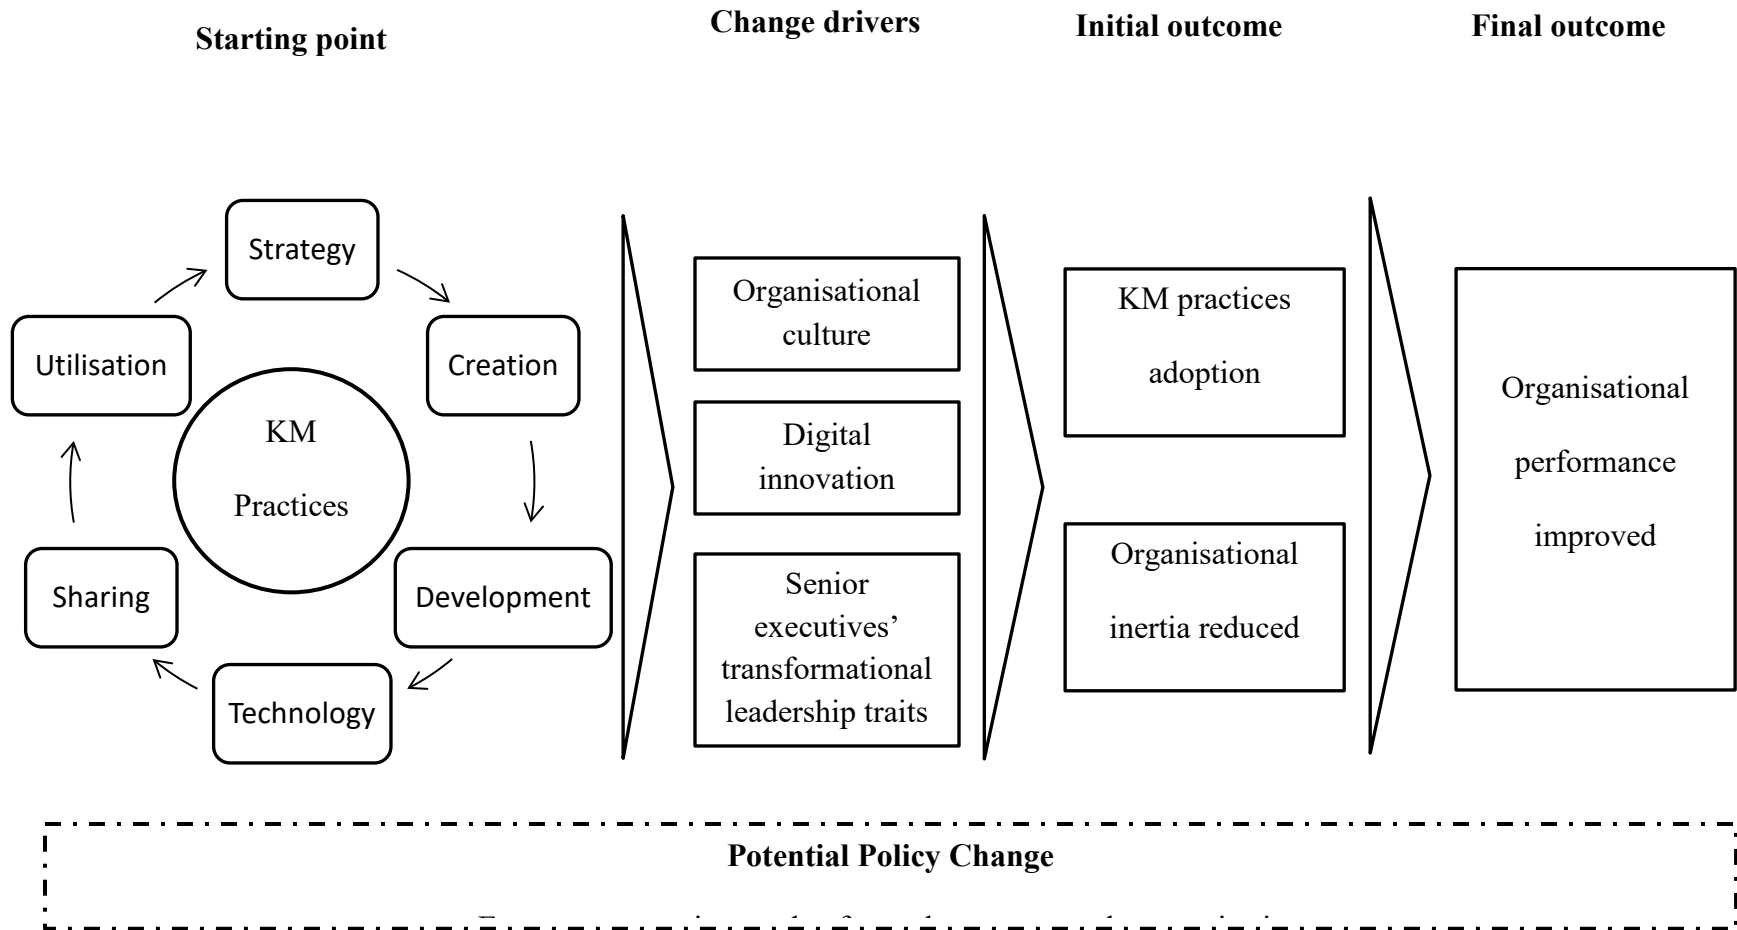 Starting point
Change drivers
Initial outcome
Final outcome
Strategy
Creation
Development
Technology
Sharing
Utilisation
KM
Practices
Organisational
culture
Digital
innovation
Senior
executives’
transformational
leadership traits
KM practices
adoption
Organisational
inertia reduced
Organisational
performance
improved
Potential Policy Change